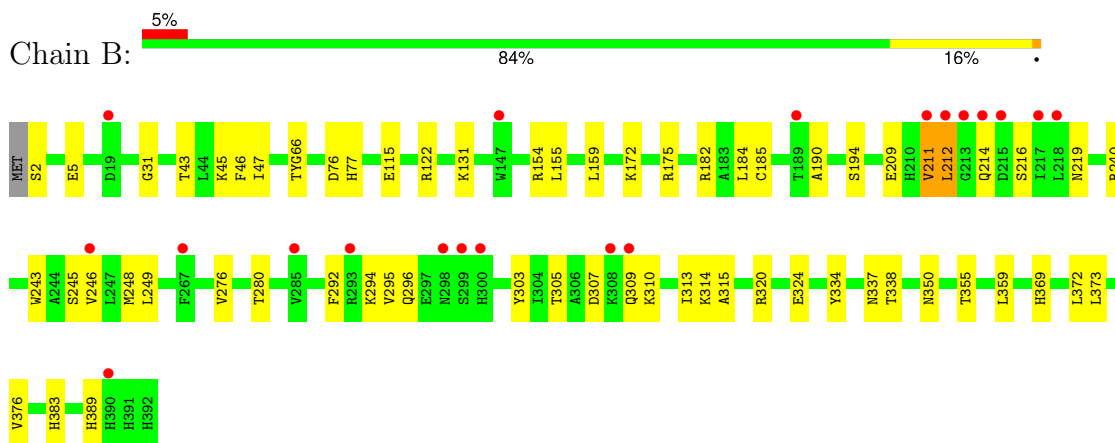 5%
Chain B:
84% 16% .
MET S2 E5 D19 G31 T43 L44 K45 F46 I47 TYG66 D76 H77 E115 R122 K131 W147 R154 L155 L159 K172 R175 R182 A183 L184 C185 T189 A190 S194 E209 H210 V211 L212 G213 Q214 D215 S216 I217 L218 N219
W243 A244 S245 V246 L247 M248 L249 F267 V276 T280 V285 F292 R293 K294 V295 Q296 E297 N298 S299 H300 Y303 I304 T305 A306 D307 K308 Q309 K310 I313 K314 A315 R320 E324 Y334 N337 T338 N350 T355 L359 H369 L372 L373
V376 H383 H389 H390 H391 H392